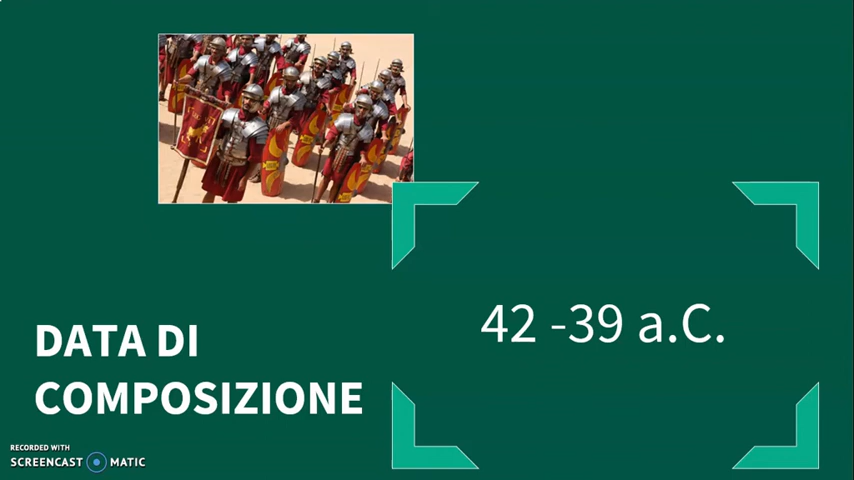 DATA DI
COMPOSIZIONE
42 -39 a.C.
RECORDED WITH
SCREENCAST MATIC